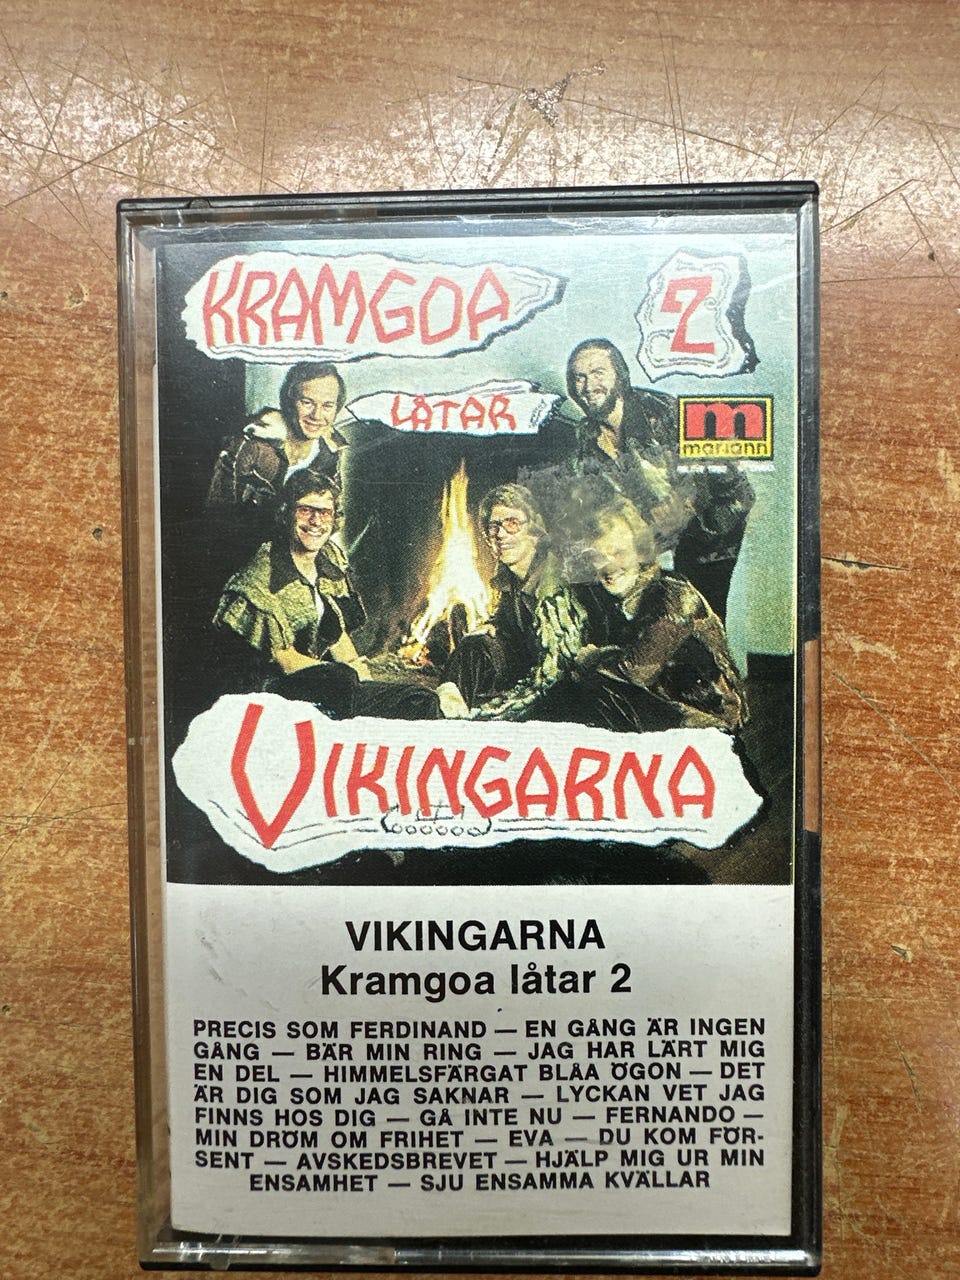 KRAMGOA
2
LÅTAR
m
mariann
VIKINGARNA
VIKINGARNA
Kramgoa låtar 2
PRECIS SOM FERDINAND — EN GÅNG ÄR INGEN
GÅNG — BÄR MIN RING — JAG HAR LÄRT MIG
EN DEL — HIMMELSFÄRGAT BLÅA ÖGON — DET
ÄR DIG SOM JAG SAKNAR — LYCKAN VET JAG
FINNS HOS DIG — GÅ INTE NU — FERNANDO —
MIN DRÖM OM FRIHET — EVA — DU KOM FÖR-
SENT — AVSKEDSBREVET — HJÄLP MIG UR MIN
ENSAMHET — SJU ENSAMMA KVÄLLAR